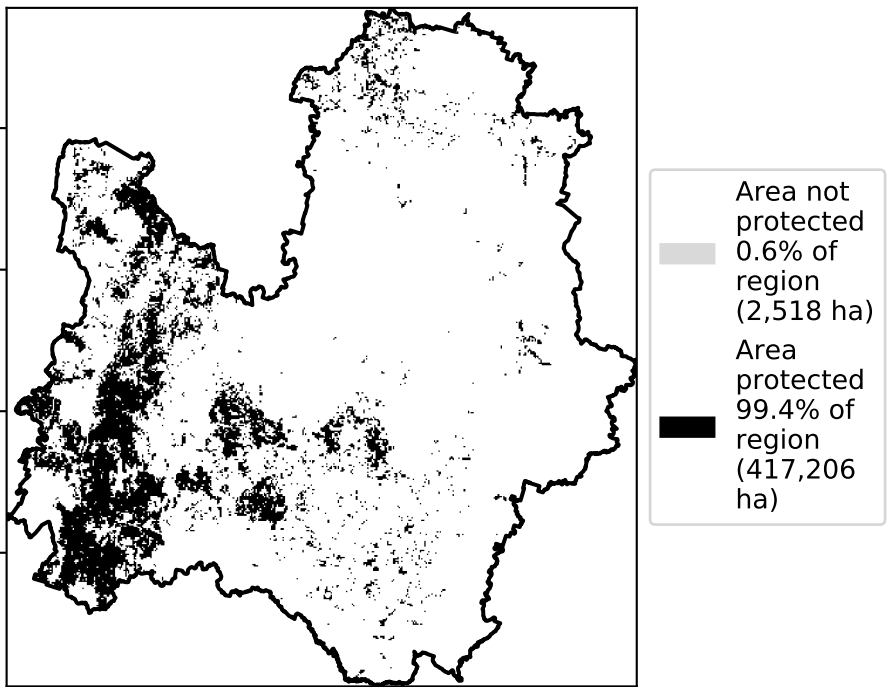 Area not
protected
0.6% of
region
(2,518 ha)
Area
protected
99.4% of
region
(417,206
ha)